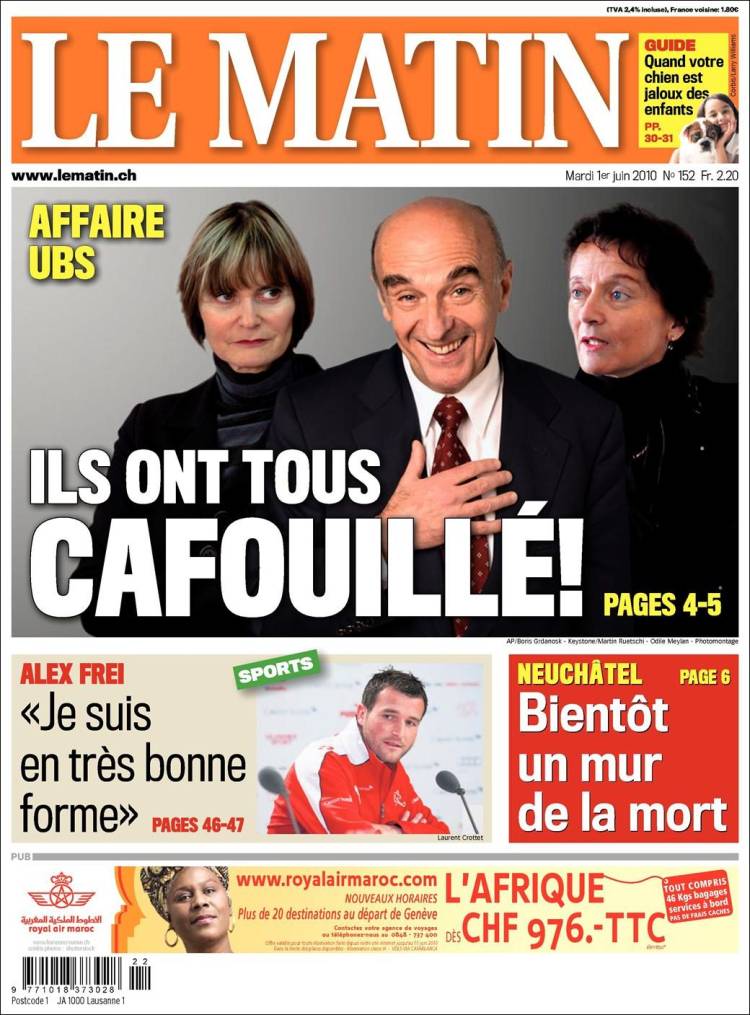 (TVA 2,4% incluse), France voisine: 1.80€
LE MATIN
GUIDE
Quand votre
chien est
jaloux des
enfants
PP.
30-31
Corbis/Larry Williams
www.lematin.ch
Mardi 1er juin 2010 No 152 Fr. 2.20
AFFAIRE
UBS
ILS ONT TOUS
CAFOUILLÉ!
PAGES 4-5
AP/Boris Grdanosk - Keystone/Martin Ruetschi - Odile Meylan - Photomontage
ALEX FREI
SPORTS
«Je suis
en très bonne
forme»
PAGES 46-47
Laurent Crottet
NEUCHÂTEL
PAGE 6
Bientôt
un mur
de la mort
PUB
الخطوط الملكية المغربية
royal air maroc
www.royalairmaroc.com
NOUVEAUX HORAIRES
Plus de 20 destinations au départ de Genève
Contactez votre agence de voyages
ou téléphonez-nous au 0848 - 737 400
L'AFRIQUE
DÈS CHF 976.-TTC
TOUT COMPRIS
46 Kgs bagages
services à bord
PAS DE FRAIS CACHÉS
22
9 771018 373028
Postcode 1 JA 1000 Lausanne 1